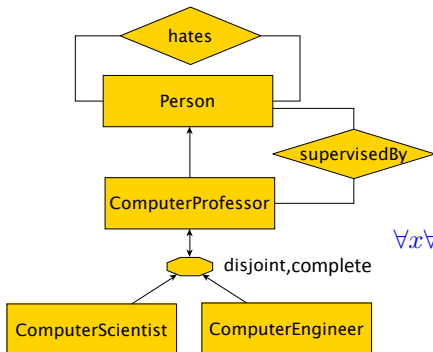 hates
Person
supervisedBy
ComputerProfessor
∀x∀
disjoint,complete
ComputerScientist
ComputerEngineer